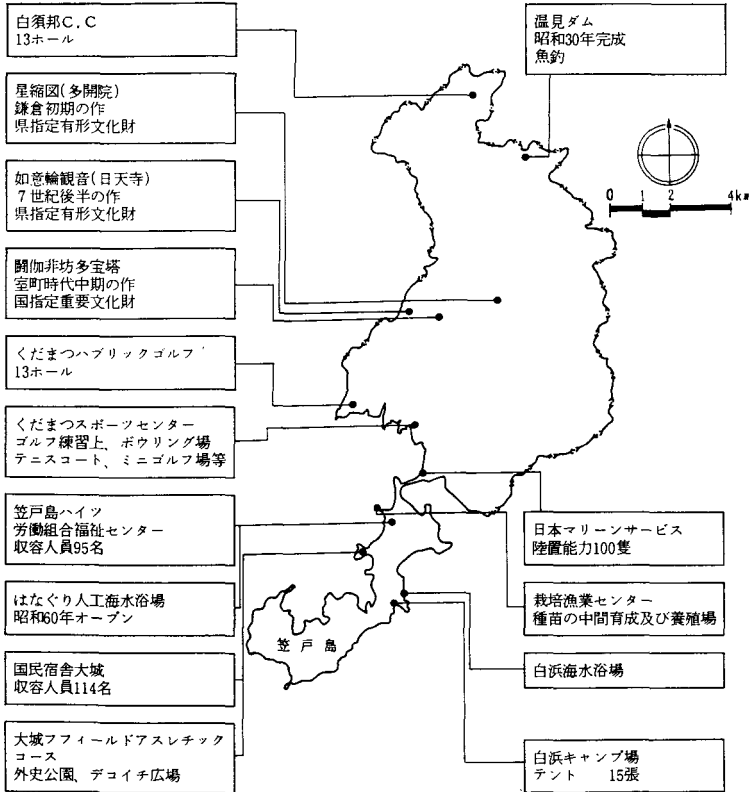 白須邦C.C
13ホール
星縮図(多開院)
鎌倉初期の作
県指定有形文化財
如意輪観音(日天寺)
7世紀後半の作
県指定有形文化財
闘伽非坊多宝塔
室町時代中期の作
国指定重要文化財
くだまつハブリックゴルフ
13ホール
くだまつスポーツセンター
ゴルフ練習上、ボウリング場
テニスコート、ミニゴルフ場等
笠戸島ハイツ
労働組合福祉センター
収容人員95名
はなぐり人工海水浴場
昭和60年オープン
国民宿舎大城
収容人員114名
大城フフィールドアスレチック
コース
外史公園、デコイチ広場
温見ダム
昭和30年完成
魚釣
0 1 2 4km
笠戸島
日本マリーンサービス
陸置能力100隻
栽培漁業センター
種苗の中間育成及び養殖場
白浜海水浴場
白浜キャンプ場
テント 15張